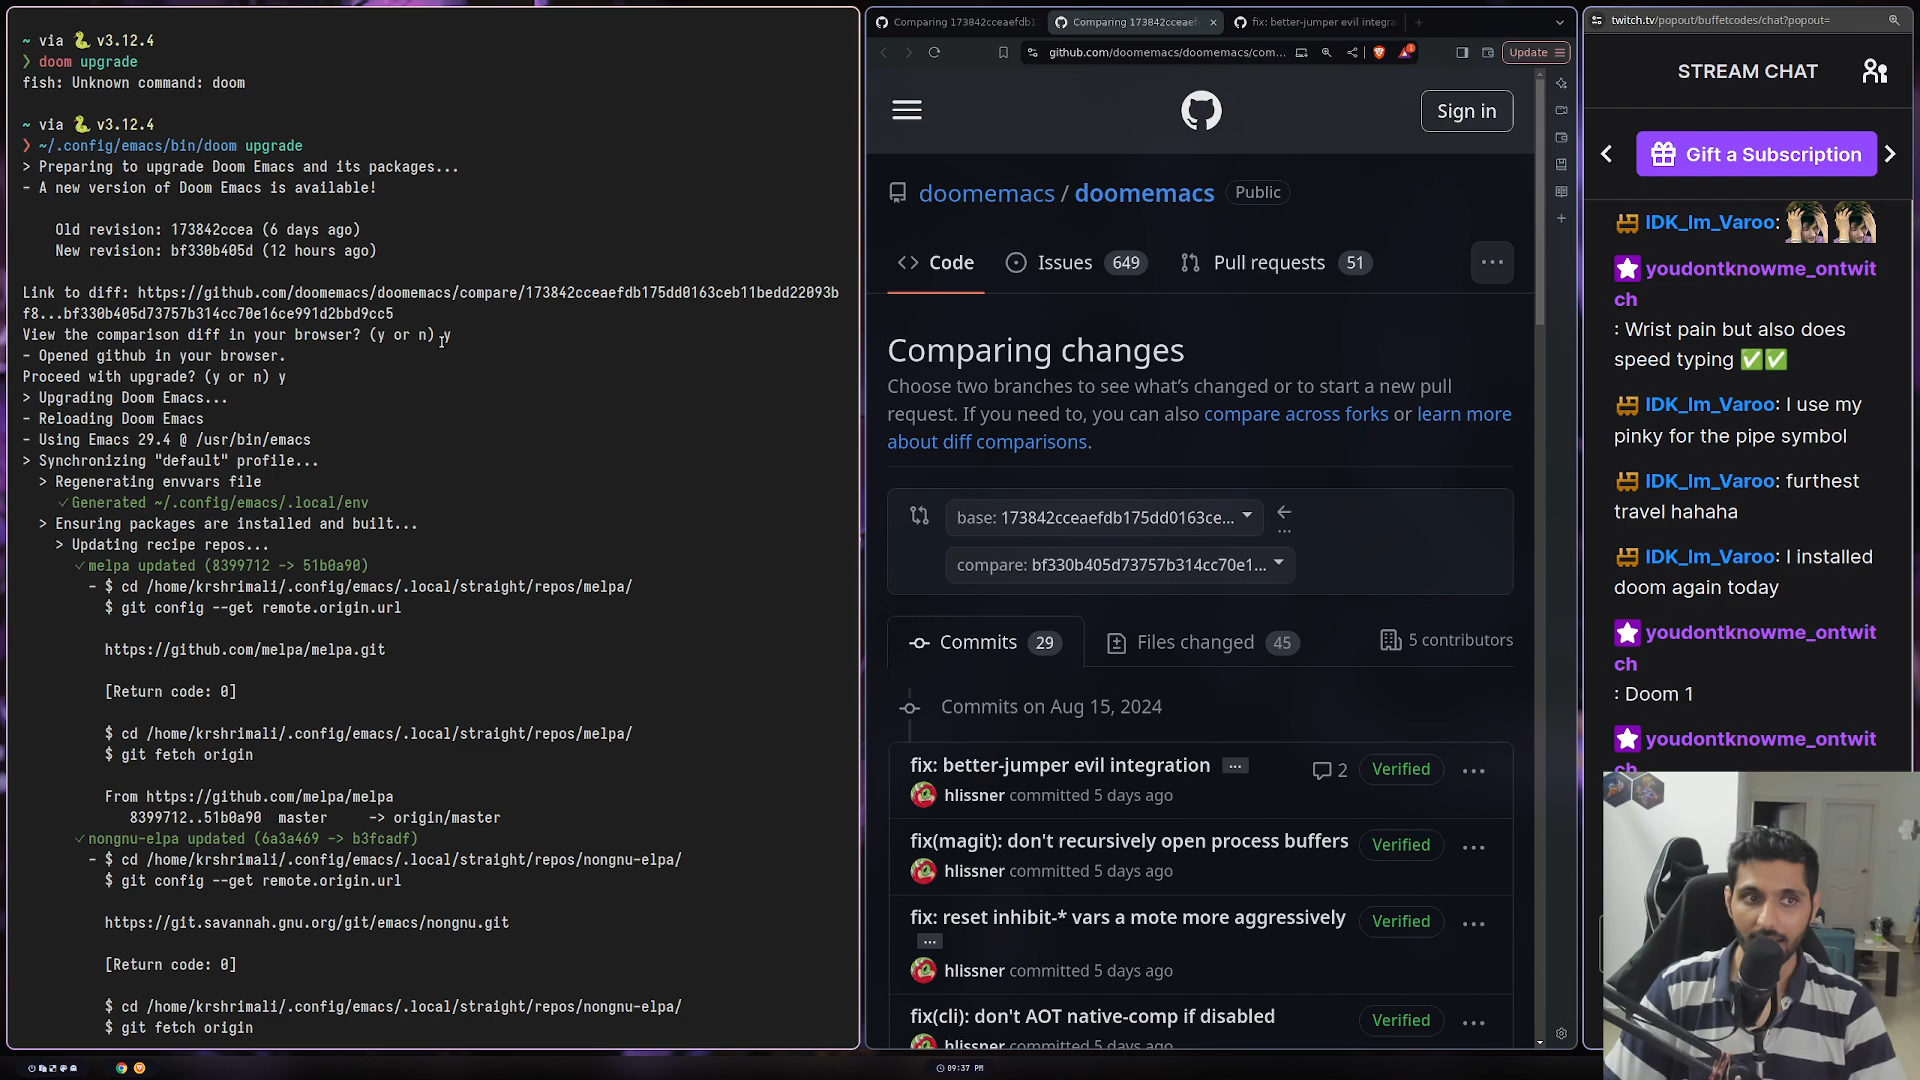 ~ via v3.12.4
❯ doom upgrade
fish: Unknown command: doom
~ via v3.12.4
❯ ~/.config/emacs/bin/doom upgrade
> Preparing to upgrade Doom Emacs and its packages...
- A new version of Doom Emacs is available!
Old revision: 173842ccea (6 days ago)
New revision: bf330b405d (12 hours ago)
Link to diff: https://github.com/doomemacs/doomemacs/compare/173842cceaefdb175dd0163ceb11bedd22093b
f8...bf330b405d73757b314cc70e16ce991d2bbd9cc5
View the comparison diff in your browser? (y or n) y
- Opened github in your browser.
Proceed with upgrade? (y or n) y
> Upgrading Doom Emacs...
- Reloading Doom Emacs
- Using Emacs 29.4 @ /usr/bin/emacs
> Synchronizing "default" profile...
> Regenerating envvars file
✓Generated ~/.config/emacs/.local/env
> Ensuring packages are installed and built...
> Updating recipe repos...
✓melpa updated (8399712 -> 51b0a90)
- $ cd /home/krshrimali/.config/emacs/.local/straight/repos/melpa/
$ git config --get remote.origin.url
https://github.com/melpa/melpa.git
[Return code: 0]
$ cd /home/krshrimali/.config/emacs/.local/straight/repos/melpa/
$ git fetch origin
From https://github.com/melpa/melpa
8399712..51b0a90 master -> origin/master
✓nongnu-elpa updated (6a3a469 -> b3fcadf)
- $ cd /home/krshrimali/.config/emacs/.local/straight/repos/nongnu-elpa/
$ git config --get remote.origin.url
https://git.savannah.gnu.org/git/emacs/nongnu.git
[Return code: 0]
$ cd /home/krshrimali/.config/emacs/.local/straight/repos/nongnu-elpa/
$ git fetch origin
09:37 PM
Comparing 173842cceaefdb1
Comparing 173842cceaef
fix: better-jumper evil integra
github.com/doomemacs/doomemacs/com...
Update
Sign in
doomemacs / doomemacs Public
Code
Issues 649
Pull requests 51
Comparing changes
Choose two branches to see what's changed or to start a new pull
request. If you need to, you can also compare across forks or learn more
about diff comparisons.
base: 173842cceaefdb175dd0163ce...
...
compare: bf330b405d73757b314cc70e1...
Commits 29
Files changed 45
5 contributors
Commits on Aug 15, 2024
fix: better-jumper evil integration ... 2 Verified
hlissner committed 5 days ago
fix(magit): don't recursively open process buffers Verified
hlissner committed 5 days ago
fix: reset inhibit-* vars a mote more aggressively Verified
...
hlissner committed 5 days ago
fix(cli): don't AOT native-comp if disabled Verified
hlissner committed 5 days ago
twitch.tv/popout/buffetcodes/chat?popout=
STREAM CHAT
Gift a Subscription
IDK_Im_Varoo:
youdontknowme_ontwit
ch
: Wrist pain but also does
speed typing ✅✅
IDK_Im_Varoo: I use my
pinky for the pipe symbol
IDK_Im_Varoo: furthest
travel hahaha
IDK_Im_Varoo: I installed
doom again today
youdontknowme_ontwit
ch
: Doom 1
youdontknowme_ontwit